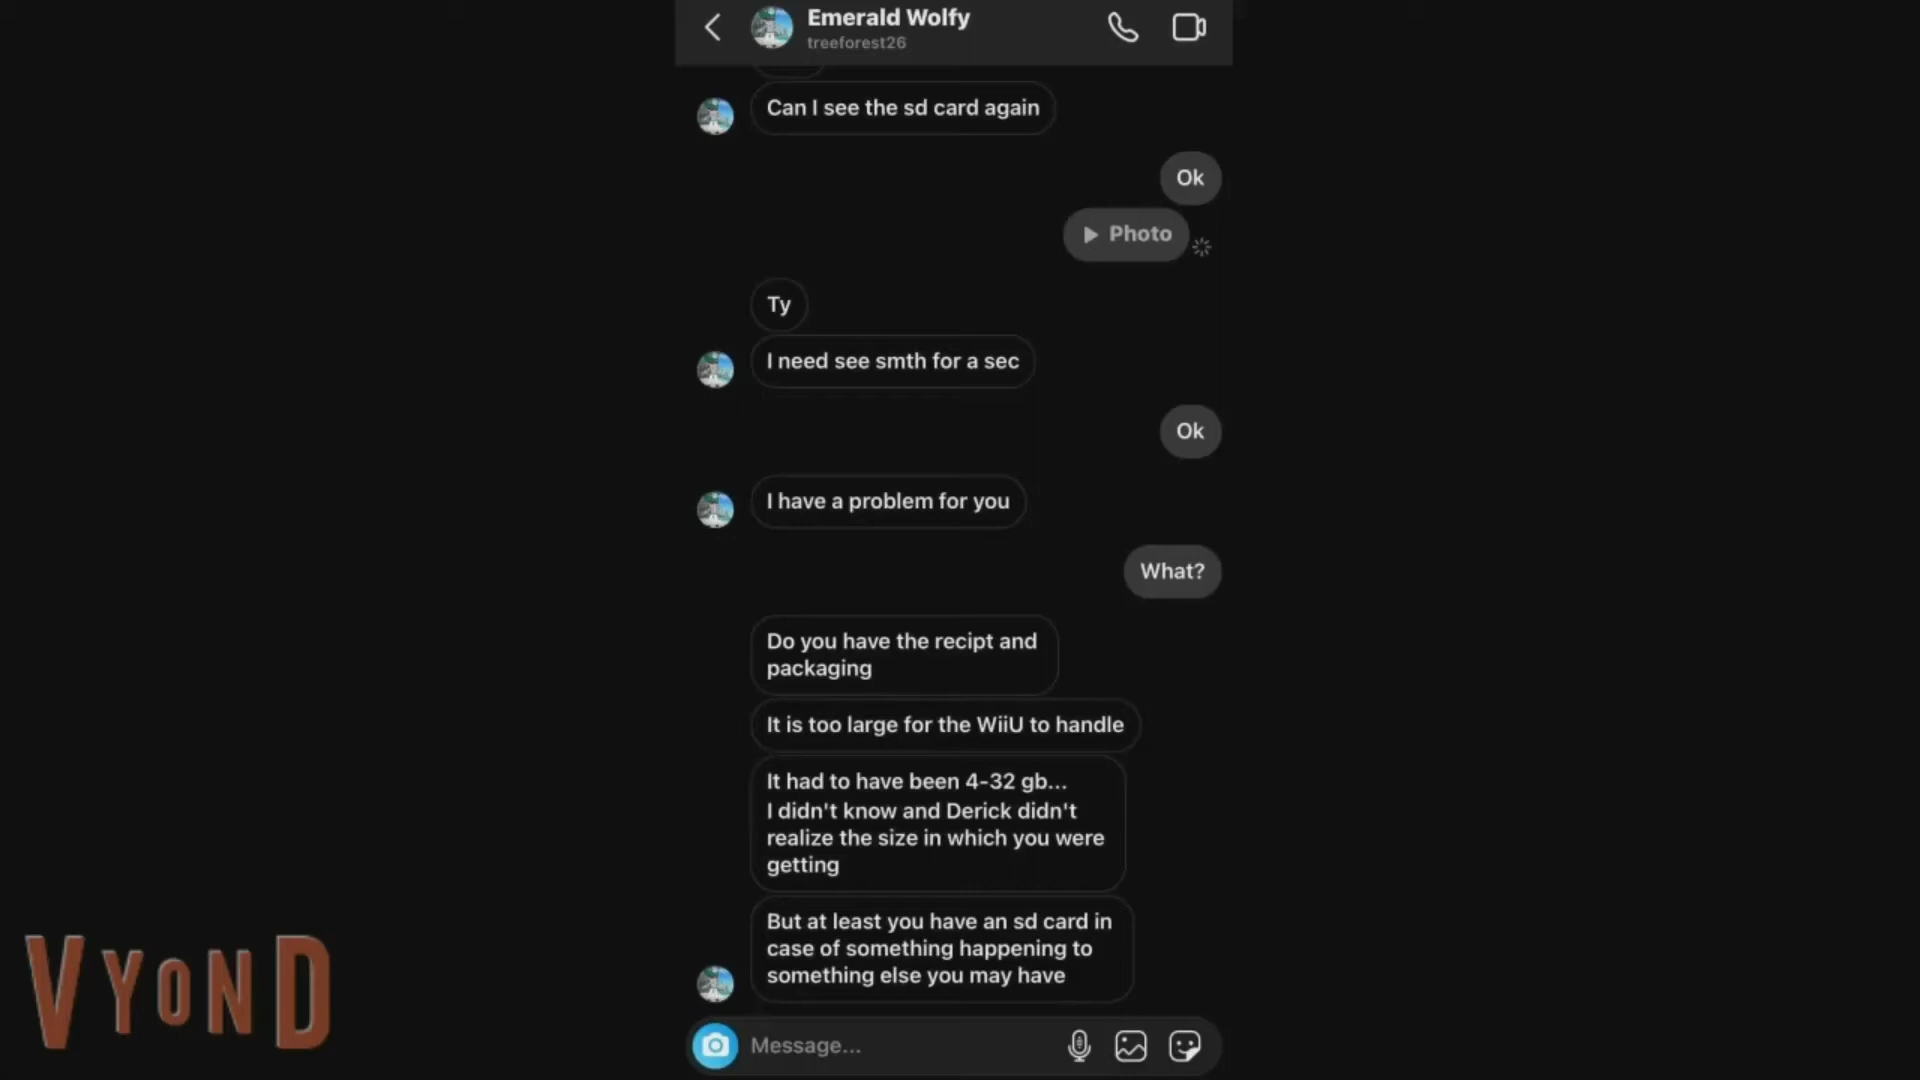 Emerald Wolfy
treeforest26
Can I see the sd card again
Ok
Photo
Ty
I need see smth for a sec
Ok
I have a problem for you
What?
Do you have the recipt and
packaging
It is too large for the WiiU to handle
It had to have been 4-32 gb...
I didn't know and Derick didn't
realize the size in which you were
getting
But at least you have an sd card in
case of something happening to
something else you may have
Message...
VYOND